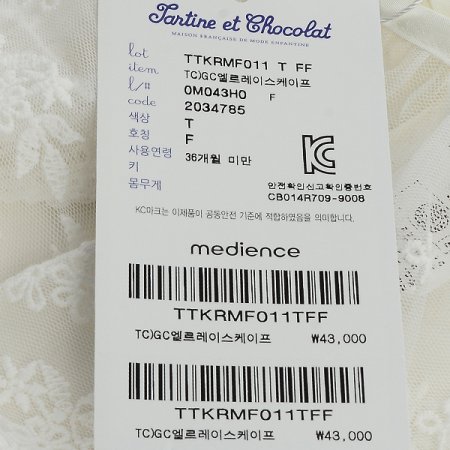 Tartine et Chocolat
MAISON FRANÇAISE DE MODE ENFANTINE
lot TTKRMF011 T FF
item TC)GC엘르레이스케이프
l/# 0M043H0 F
code 2034785
색상 T
호칭 F
사용연령 36개월 미만
키
몸무게
KC
안전확인신고확인증번호
CB014R709-9008
KC마크는 이제품이 공동안전 기준에 적합하였음을 의미합니다.
medience
TTKRMF011TFF
TC)GC엘르레이스케이프 ₩43,000
TTKRMF011TFF
TC)GC엘르레이스케이프 ₩43,000